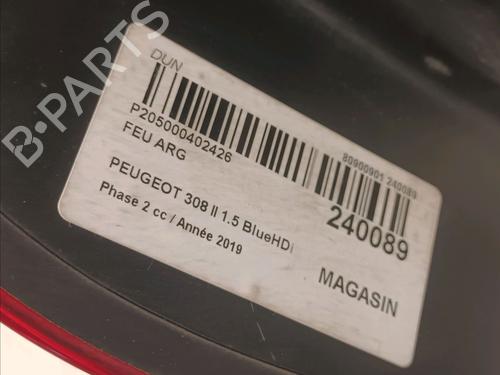 DUN
P205000402426
80900901 240089
FEU ARG
240089
PEUGEOT 308 II 1.5 BlueHDi
Phase 2 cc / Année 2019
MAGASIN
B-PARTS